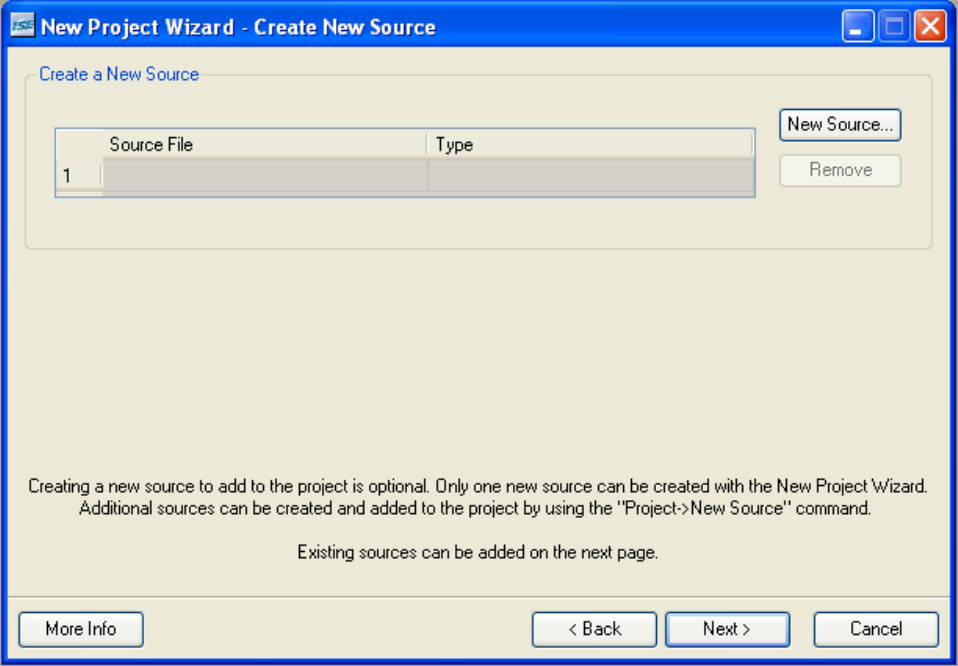 ISE New Project Wizard - Create New Source
Create a New Source
New Source...
Source File Type
Remove
1
Creating a new source to add to the project is optional. Only one new source can be created with the New Project Wizard.
Additional sources can be created and added to the project by using the "Project->New Source" command.
Existing sources can be added on the next page.
More Info < Back Next > Cancel